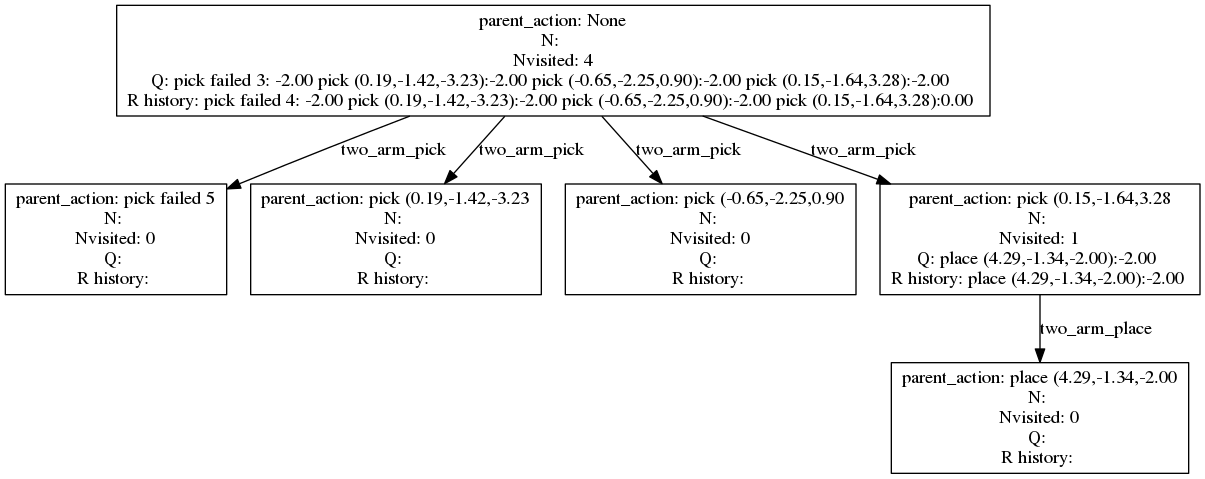 parent_action: None
N:
Nvisited: 4
Q: pick failed 3: -2.00 pick (0.19,-1.42,-3.23):-2.00 pick (-0.65,-2.25,0.90):-2.00 pick (0.15,-1.64,3.28):-2.00
R history: pick failed 4: -2.00 pick (0.19,-1.42,-3.23):-2.00 pick (-0.65,-2.25,0.90):-2.00 pick (0.15,-1.64,3.28):0.00
two_arm_pick
two_arm_pick
two_arm_pick
two_arm_pick
parent_action: pick failed 5
N:
Nvisited: 0
Q:
R history:
parent_action: pick (0.19,-1.42,-3.23
N:
Nvisited: 0
Q:
R history:
parent_action: pick (-0.65,-2.25,0.90
N:
Nvisited: 0
Q:
R history:
parent_action: pick (0.15,-1.64,3.28
N:
Nvisited: 1
Q: place (4.29,-1.34,-2.00):-2.00
R history: place (4.29,-1.34,-2.00):-2.00
two_arm_place
parent_action: place (4.29,-1.34,-2.00
N:
Nvisited: 0
Q:
R history: